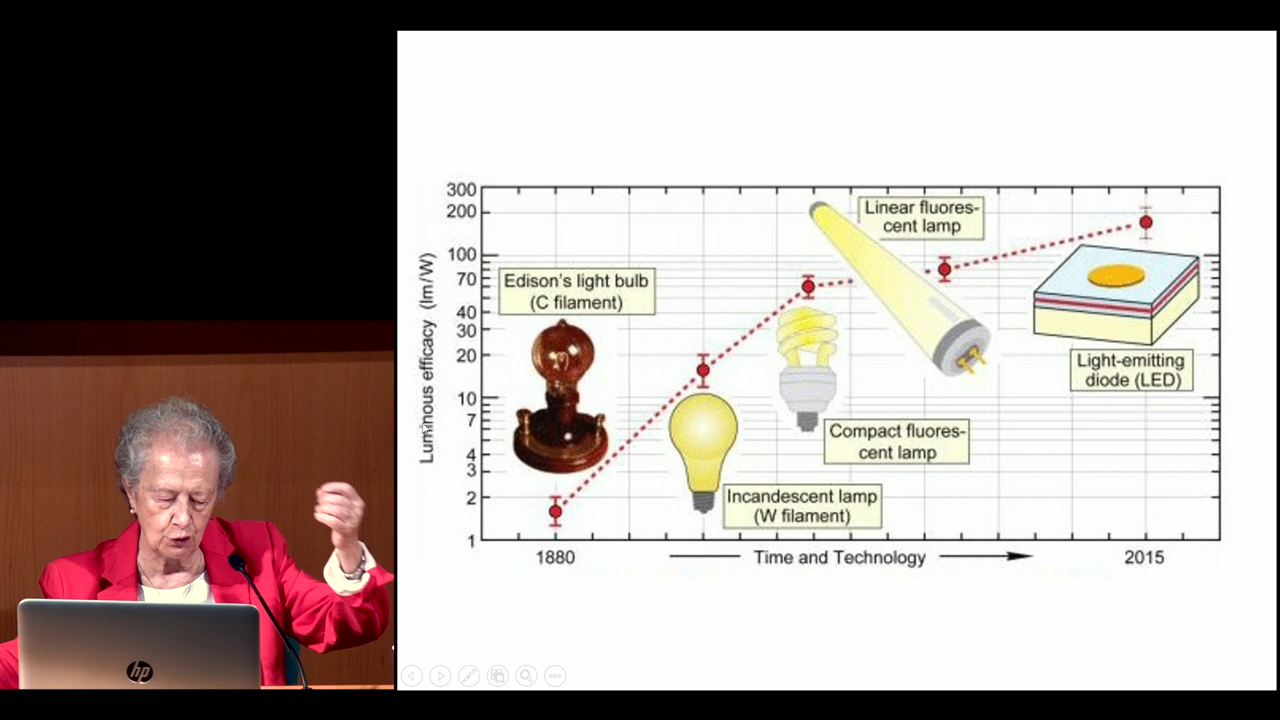 300
200
100
70
40
30
20
10
7
4
3
2
1
Luminous efficacy (lm/W)
Edison's light bulb
(C filament)
Incandescent lamp
(W filament)
Compact fluores-
cent lamp
Linear fluores-
cent lamp
Light-emitting
diode (LED)
1880
Time and Technology
2015
hp